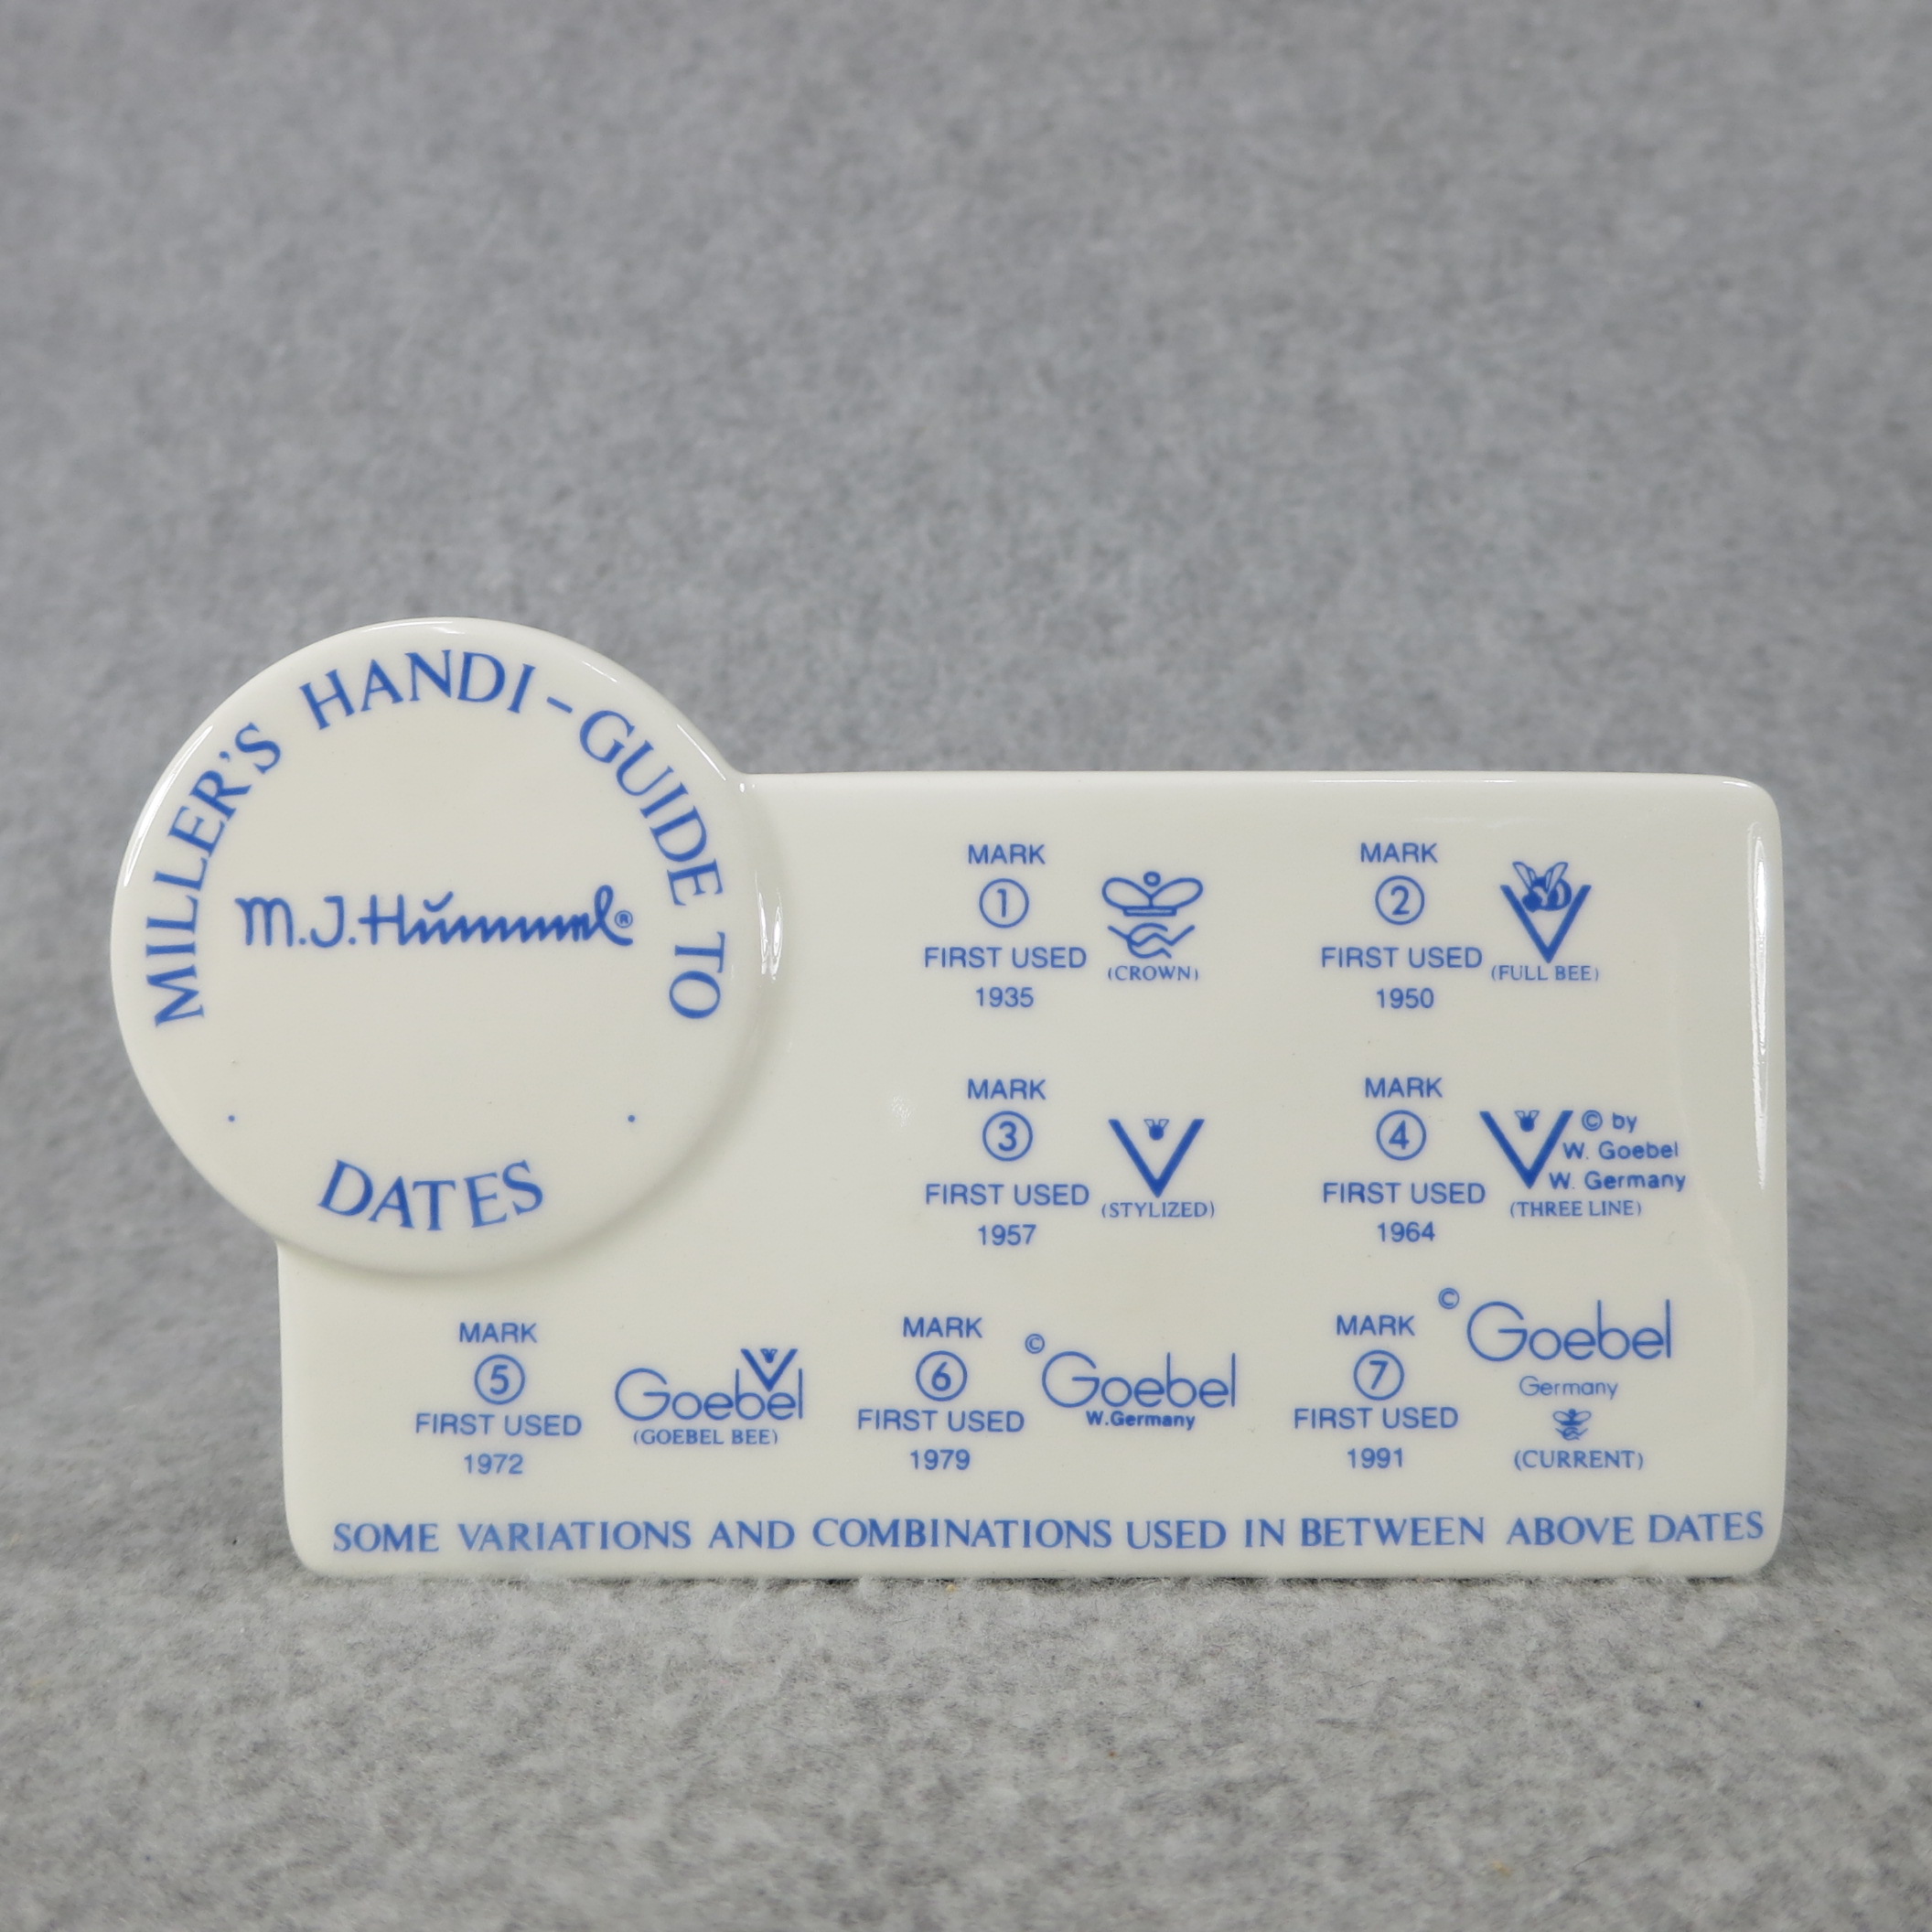 MILLER'S HANDI-GUIDE TO
M.J.Hummel®
DATES
MARK
1
FIRST USED
1935
(CROWN)
MARK
2
FIRST USED
1950
(FULL BEE)
MARK
3
FIRST USED
1957
(STYLIZED)
MARK
4
FIRST USED
1964
© by
W. Goebel
W. Germany
(THREE LINE)
MARK
5
FIRST USED
1972
Goebel
(GOEBEL BEE)
MARK
6
FIRST USED
1979
© Goebel
W.Germany
MARK
7
FIRST USED
1991
© Goebel
Germany
(CURRENT)
SOME VARIATIONS AND COMBINATIONS USED IN BETWEEN ABOVE DATES